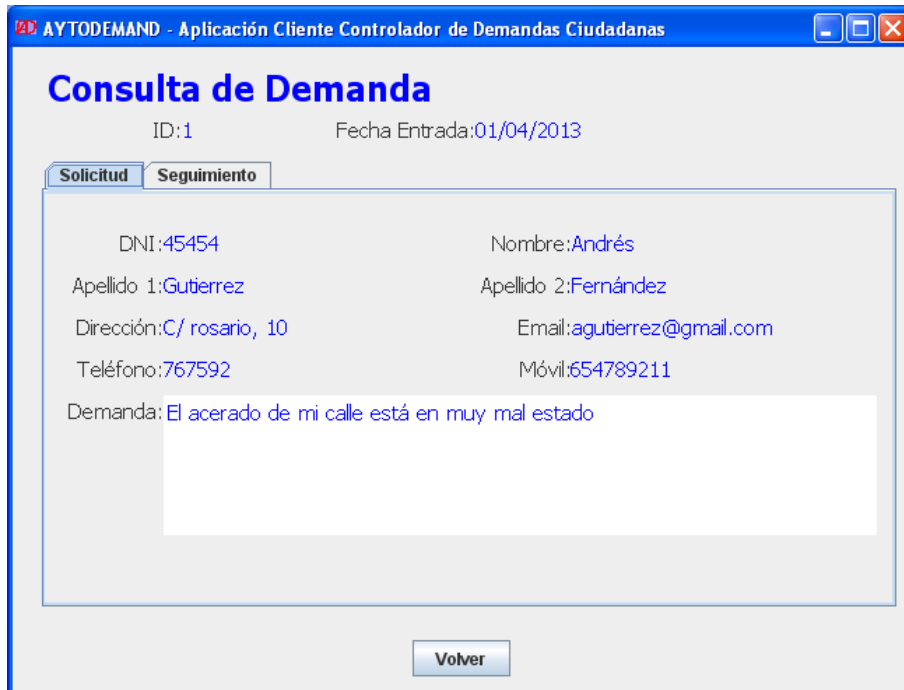 AYTODEMAND - Aplicación Cliente Controlador de Demandas Ciudadanas
Consulta de Demanda
ID:1 Fecha Entrada:01/04/2013
Solicitud Seguimiento
DNI:45454 Nombre:Andrés
Apellido 1:Gutierrez Apellido 2:Fernández
Dirección:C/ rosario, 10 Email:agutierrez@gmail.com
Teléfono:767592 Móvil:654789211
Demanda: El acerado de mi calle está en muy mal estado
Volver